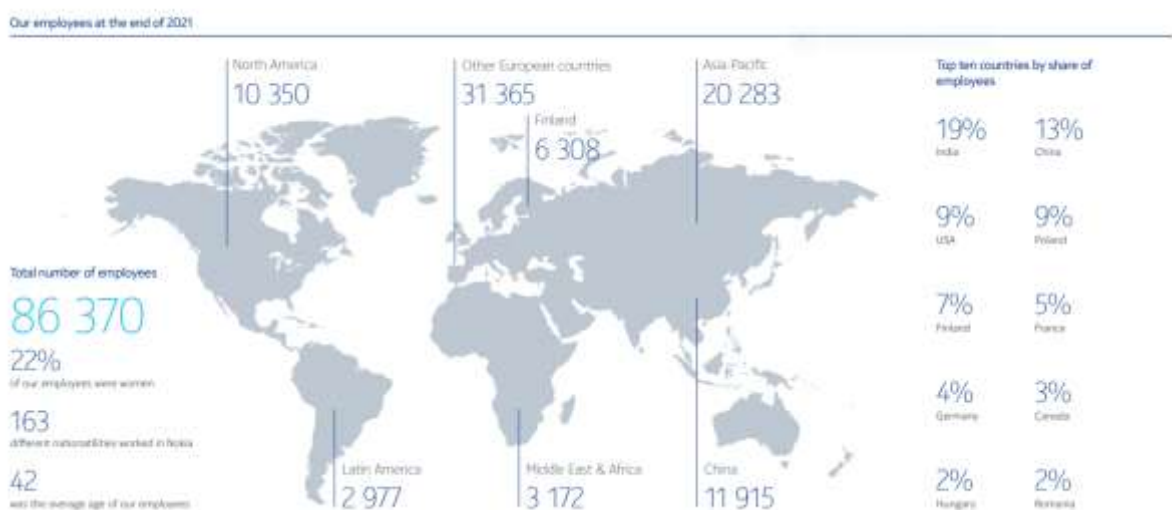 Our employees at the end of 2021
North America
10 350
Other European countries
31 365
Finland
6 308
Asia-Pacific
20 283
Total number of employees
86 370
22%
of our employees were women
163
different nationalities worked in Nokia
42
was the average age of our employees
Latin America
2 977
Middle East & Africa
3 172
China
11 915
Top ten countries by share of
employees
19% 13%
India China
9% 9%
USA Poland
7% 5%
Finland France
4% 3%
Germany Canada
2% 2%
Hungary Romania